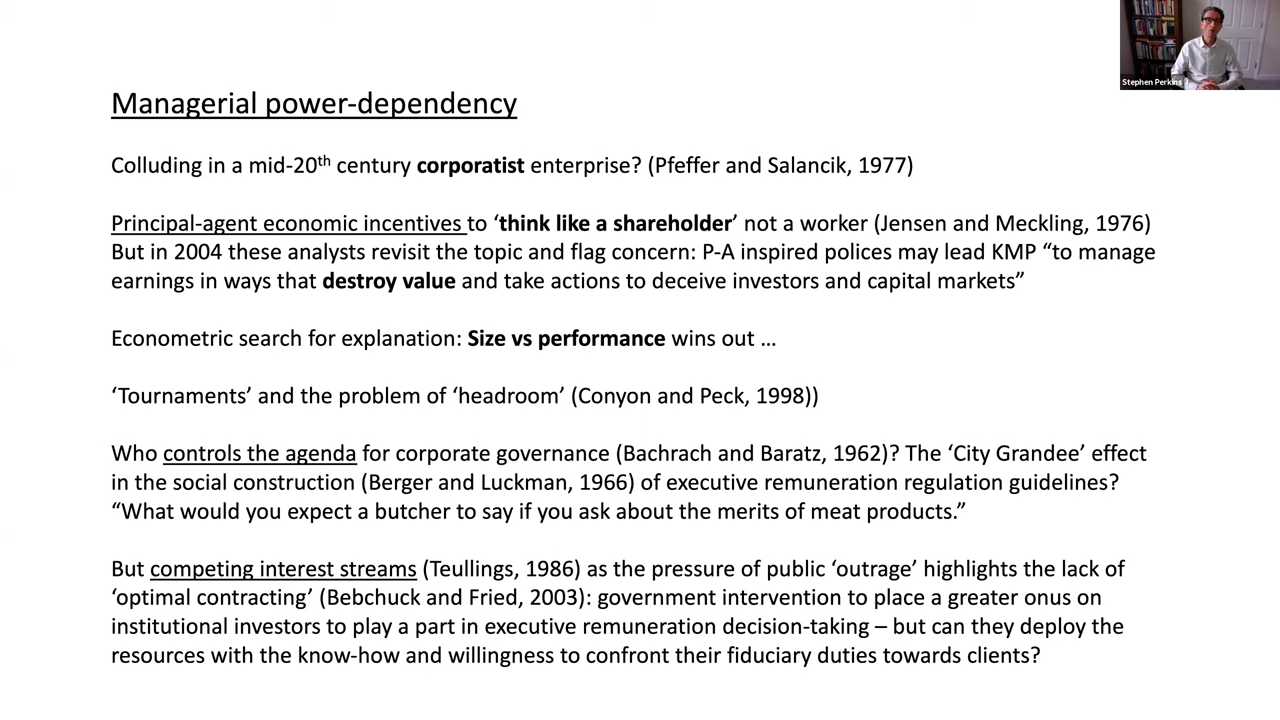 Stephen Perkins
Managerial power-dependency
Colluding in a mid-20th century corporatist enterprise? (Pfeffer and Salancik, 1977)
Principal-agent economic incentives to ‘think like a shareholder’ not a worker (Jensen and Meckling, 1976)
But in 2004 these analysts revisit the topic and flag concern: P-A inspired polices may lead KMP “to manage
earnings in ways that destroy value and take actions to deceive investors and capital markets”
Econometric search for explanation: Size vs performance wins out …
‘Tournaments’ and the problem of ‘headroom’ (Conyon and Peck, 1998))
Who controls the agenda for corporate governance (Bachrach and Baratz, 1962)? The ‘City Grandee’ effect
in the social construction (Berger and Luckman, 1966) of executive remuneration regulation guidelines?
“What would you expect a butcher to say if you ask about the merits of meat products.”
But competing interest streams (Teullings, 1986) as the pressure of public ‘outrage’ highlights the lack of
‘optimal contracting’ (Bebchuck and Fried, 2003): government intervention to place a greater onus on
institutional investors to play a part in executive remuneration decision-taking – but can they deploy the
resources with the know-how and willingness to confront their fiduciary duties towards clients?